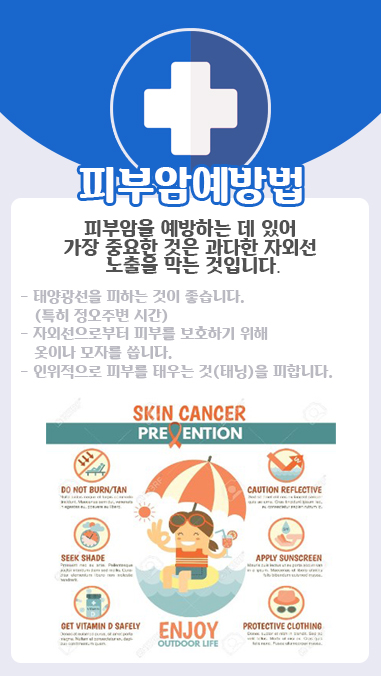 피부암예방법
피부암을 예방하는 데 있어
가장 중요한 것은 과다한 자외선
노출을 막는 것입니다.
- 태양광선을 피하는 것이 좋습니다.
(특히 정오주변 시간)
- 자외선으로부터 피부를 보호하기 위해
옷이나 모자를 씁니다.
- 인위적으로 피부를 태우는 것(태닝)을 피합니다.
SKIN CANCER
PREVENTION
DO NOT BURN/TAN
CAUTION REFLECTIVE
SEEK SHADE
APPLY SUNSCREEN
GET VITAMIN D SAFELY
PROTECTIVE CLOTHING
ENJOY
OUTDOOR LIFE